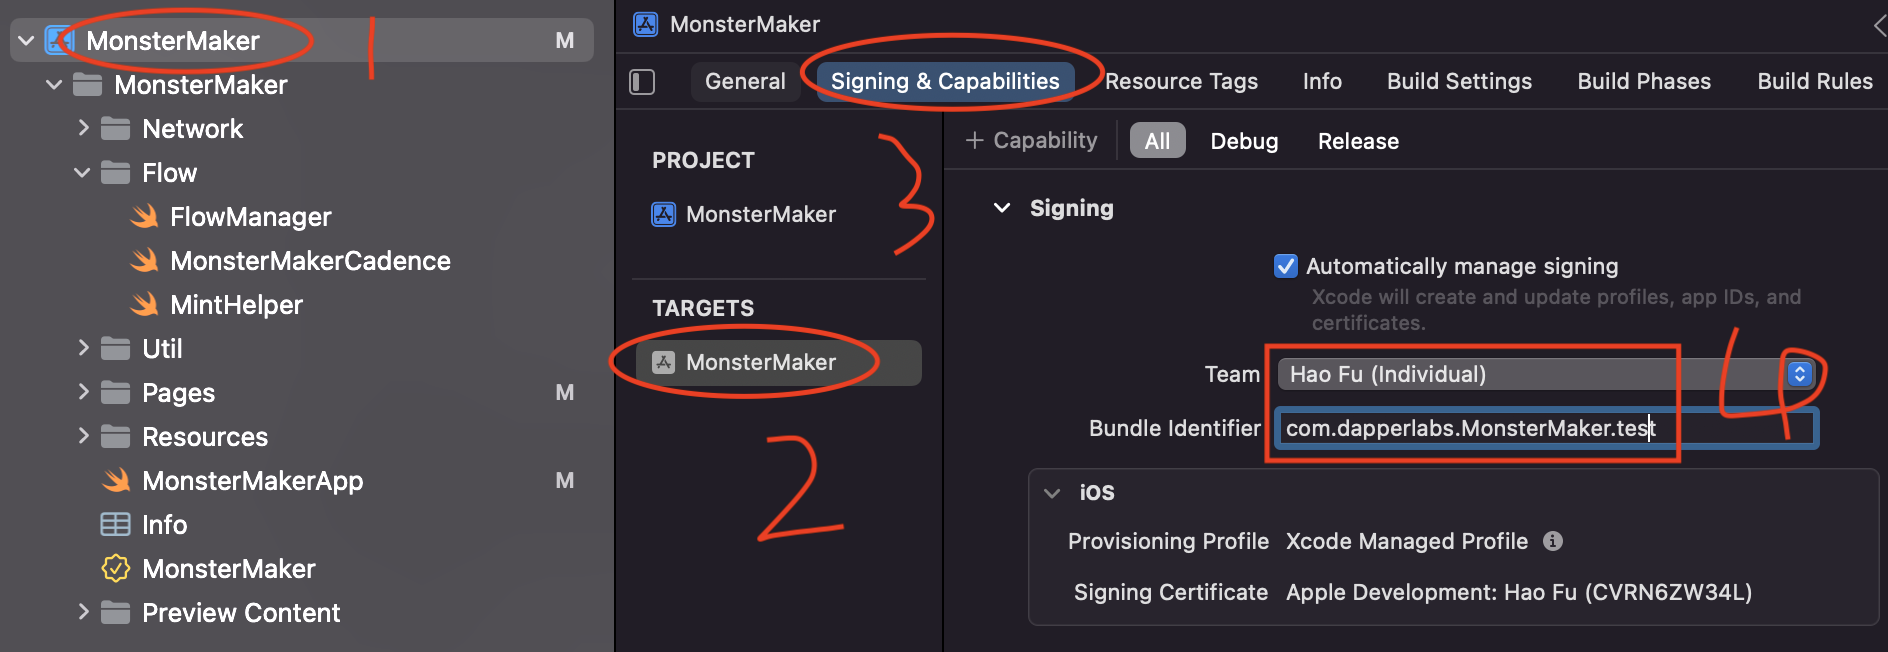 MonsterMaker M
MonsterMaker
Network
Flow
FlowManager
MonsterMakerCadence
MintHelper
Util
Pages M
Resources
MonsterMakerApp M
Info
MonsterMaker
Preview Content
1
2
MonsterMaker
General Signing & Capabilities Resource Tags Info Build Settings Build Phases Build Rules
PROJECT
MonsterMaker
3
TARGETS
MonsterMaker
+ Capability All Debug Release
Signing
Automatically manage signing
Xcode will create and update profiles, app IDs, and
certificates.
Team Hao Fu (Individual)
4
Bundle Identifier com.dapperlabs.MonsterMaker.test
iOS
Provisioning Profile Xcode Managed Profile
Signing Certificate Apple Development: Hao Fu (CVRN6ZW34L)